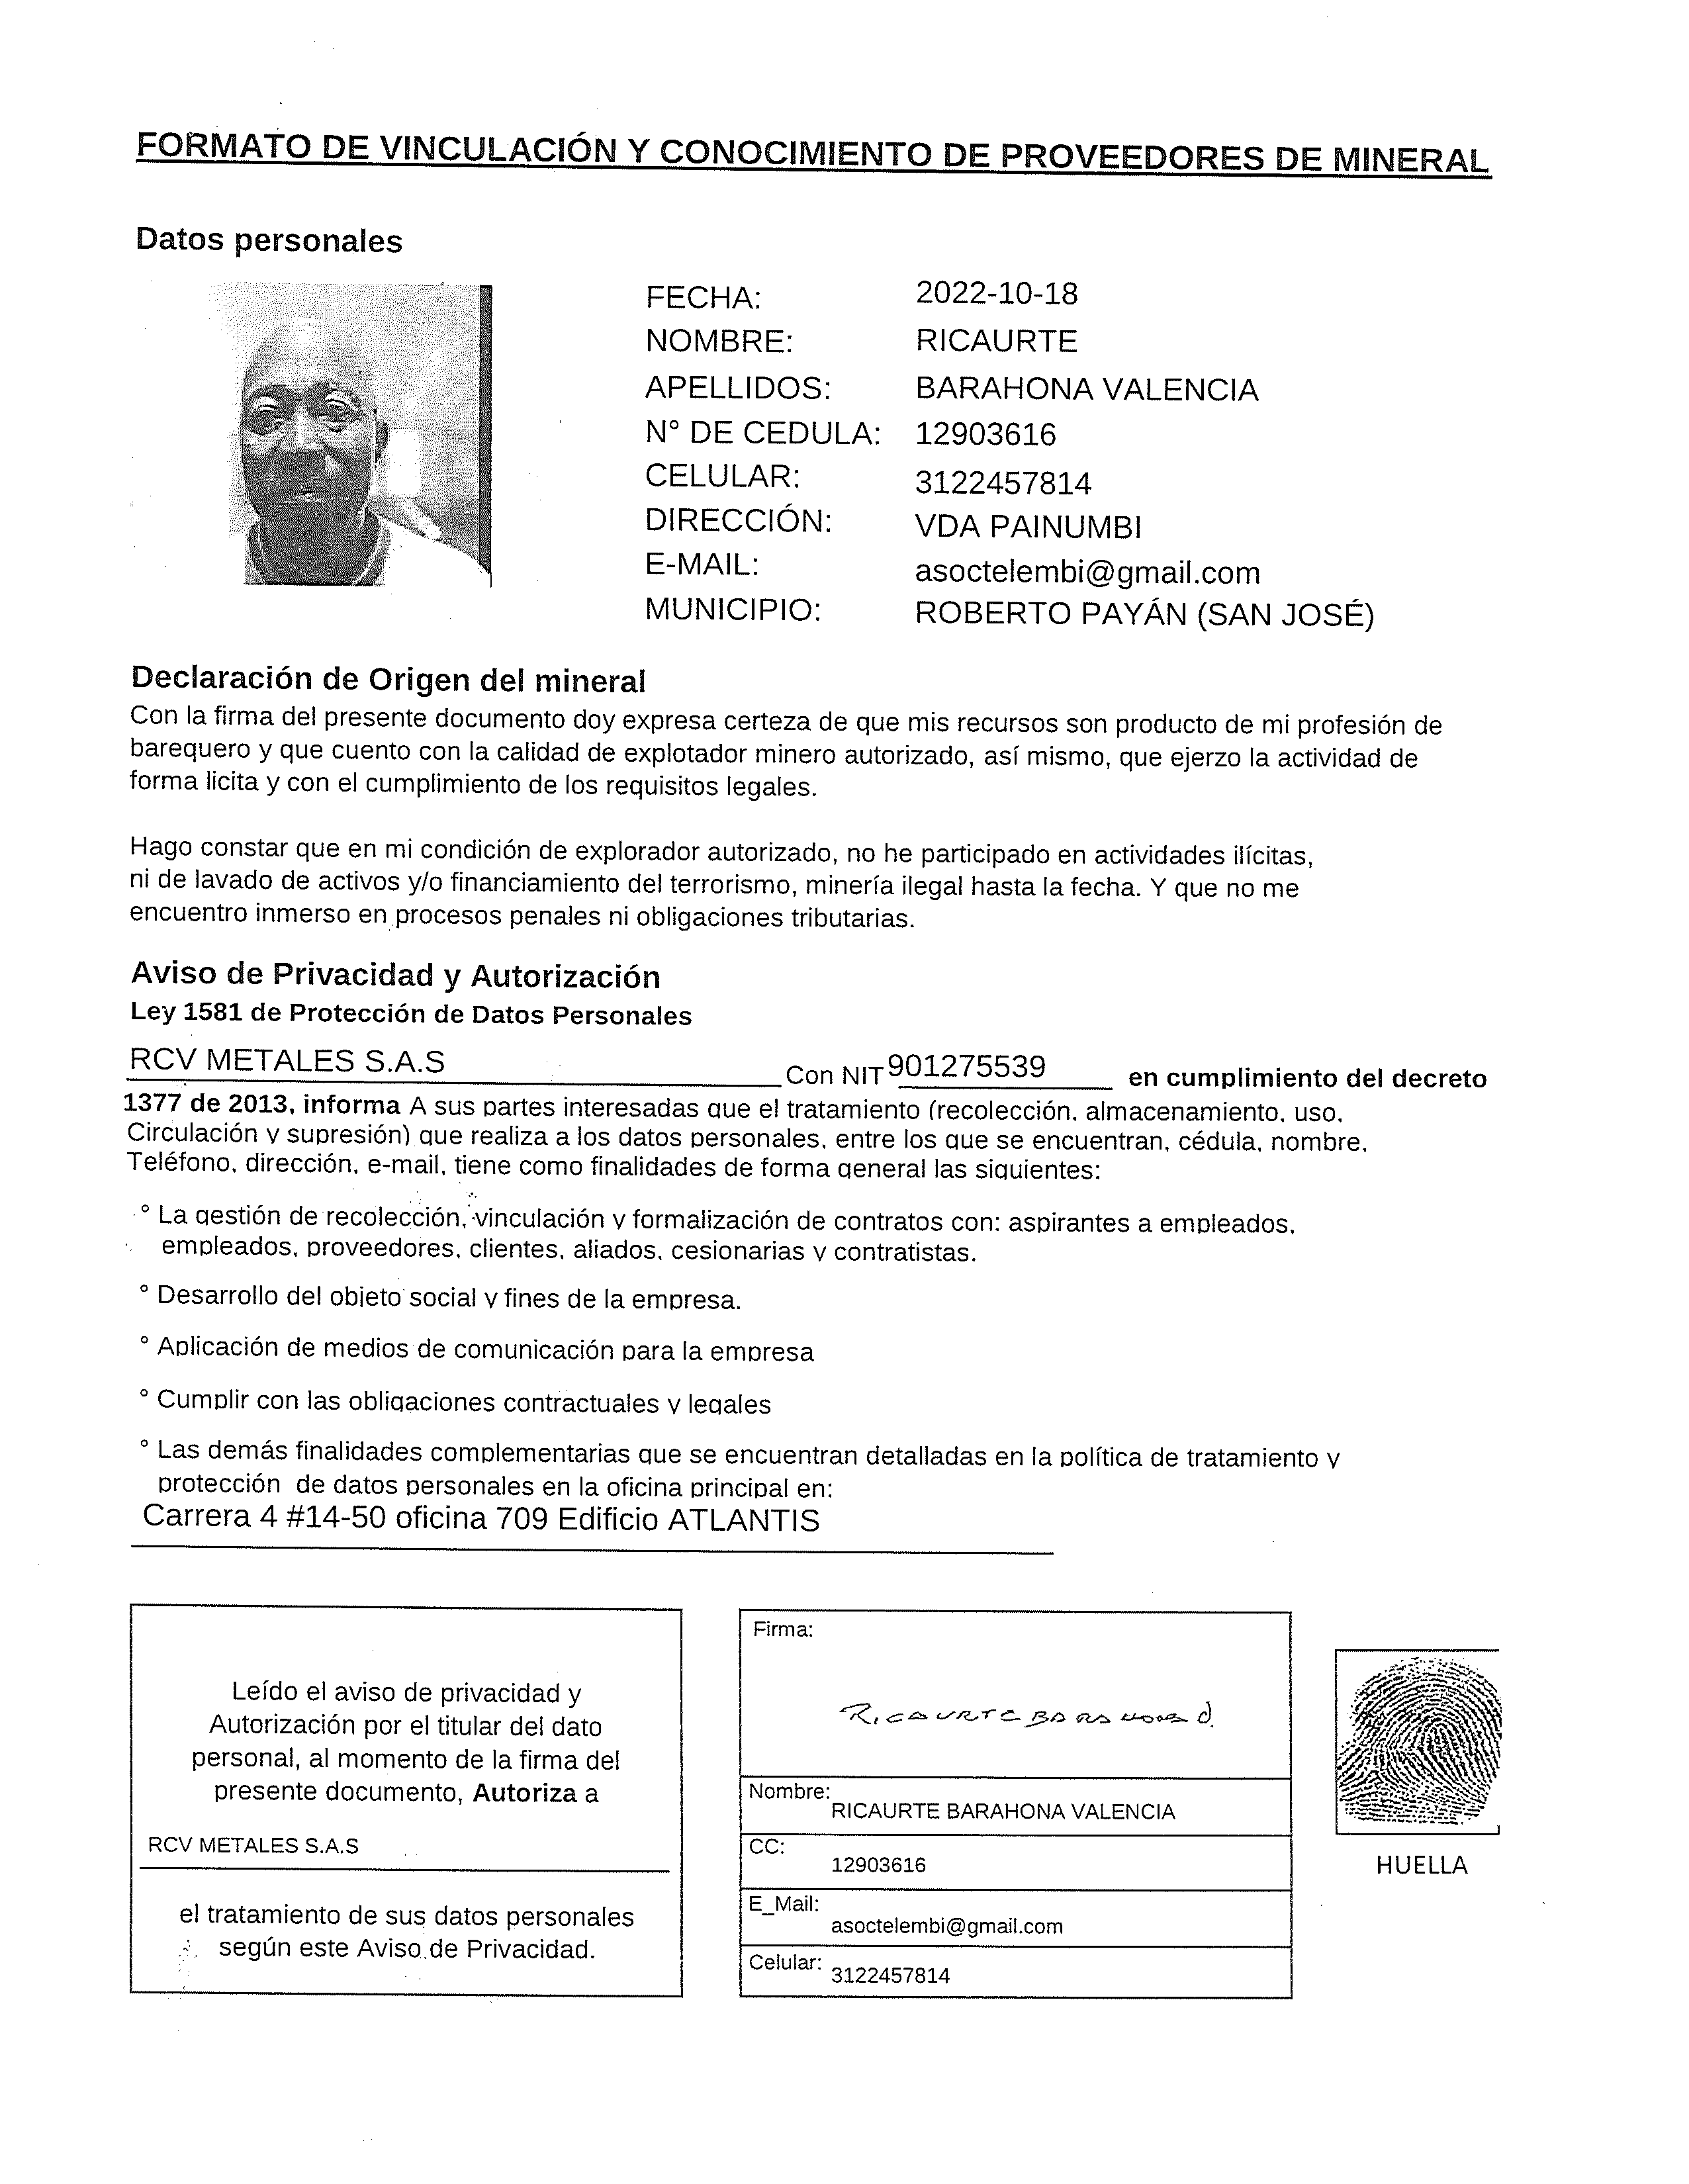 FORMATO DE VINCULACIÓN Y CONOCIMIENTO DE PROVEEDORES DE MINERAL
Datos personales
FECHA: 2022-10-18
NOMBRE: RICAURTE
APELLIDOS: BARAHONA VALENCIA
N° DE CEDULA: 12903616
CELULAR: 3122457814
DIRECCIÓN: VDA PAINUMBI
E-MAIL: asoctelembi@gmail.com
MUNICIPIO: ROBERTO PAYÁN (SAN JOSÉ)
Declaración de Origen del mineral
Con la firma del presente documento doy expresa certeza de que mis recursos son producto de mi profesión de
barequero y que cuento con la calidad de explotador minero autorizado, así mismo, que ejerzo la actividad de
forma licita y con el cumplimiento de los requisitos legales.
Hago constar que en mi condición de explorador autorizado, no he participado en actividades ilícitas,
ni de lavado de activos y/o financiamiento del terrorismo, minería ilegal hasta la fecha. Y que no me
encuentro inmerso en procesos penales ni obligaciones tributarias.
Aviso de Privacidad y Autorización
Ley 1581 de Protección de Datos Personales
RCV METALES S.A.S Con NIT 901275539 en cumplimiento del decreto
1377 de 2013, informa A sus partes interesadas que el tratamiento (recolección, almacenamiento, uso,
Circulación y supresión) que realiza a los datos personales, entre los que se encuentran, cédula, nombre,
Teléfono, dirección, e-mail, tiene como finalidades de forma general las siguientes:
° La gestión de recolección, vinculación y formalización de contratos con: aspirantes a empleados,
empleados, proveedores, clientes, aliados, cesionarias y contratistas.
° Desarrollo del objeto social y fines de la empresa.
° Aplicación de medios de comunicación para la empresa
° Cumplir con las obligaciones contractuales y legales
° Las demás finalidades complementarias que se encuentran detalladas en la política de tratamiento y
protección de datos personales en la oficina principal en:
Carrera 4 #14-50 oficina 709 Edificio ATLANTIS
Leído el aviso de privacidad y
Autorización por el titular del dato
personal, al momento de la firma del
presente documento, Autoriza a
RCV METALES S.A.S
el tratamiento de sus datos personales
según este Aviso de Privacidad.
Firma:
RICAURTE BARAHONA
Nombre:
RICAURTE BARAHONA VALENCIA
CC:
12903616
E_Mail:
asoctelembi@gmail.com
Celular:
3122457814
HUELLA